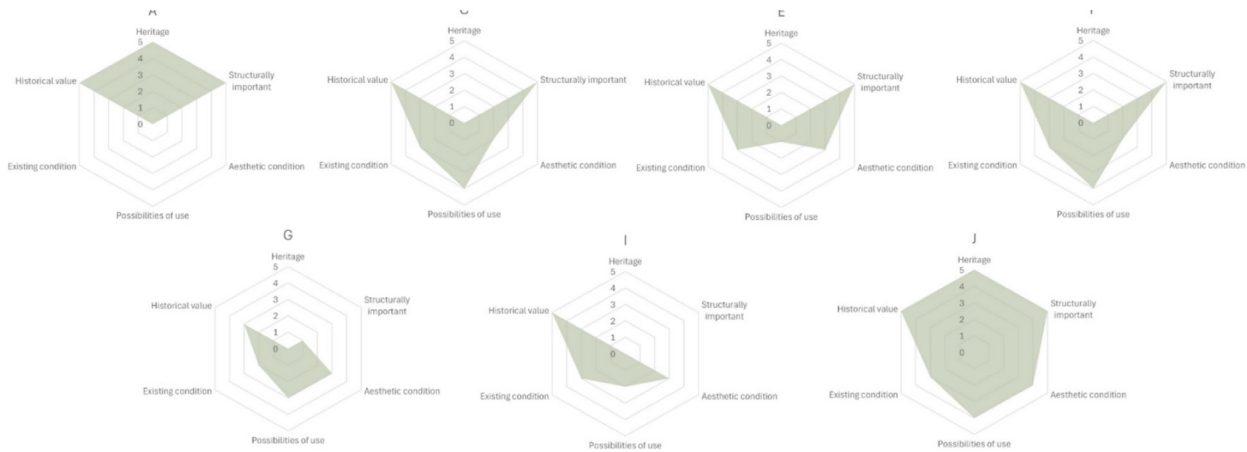 A
Heritage
5
4
3
2
1
0
Historical value
Structurally
important
Existing condition
Aesthetic condition
Possibilities of use
Heritage
5
4
3
2
1
0
Historical value
Structurally important
Existing condition
Aesthetic condition
Possibilities of use
E
Heritage
5
4
3
2
1
0
Historical value
Structurally
important
Existing condition
Aesthetic condition
Possibilities of use
Heritage
5
4
3
2
1
0
Historical value
Structurally
important
Existing condition
Aesthetic condition
Possibilities of use
G
Heritage
5
4
3
2
1
0
Historical value
Structurally
important
Existing condition
Aesthetic condition
Possibilities of use
I
Heritage
5
4
3
2
1
0
Historical value
Structurally
important
Existing condition
Aesthetic condition
Possibilities of use
J
Heritage
5
4
3
2
1
0
Historical value
Structurally
important
Existing condition
Aesthetic condition
Possibilities of use